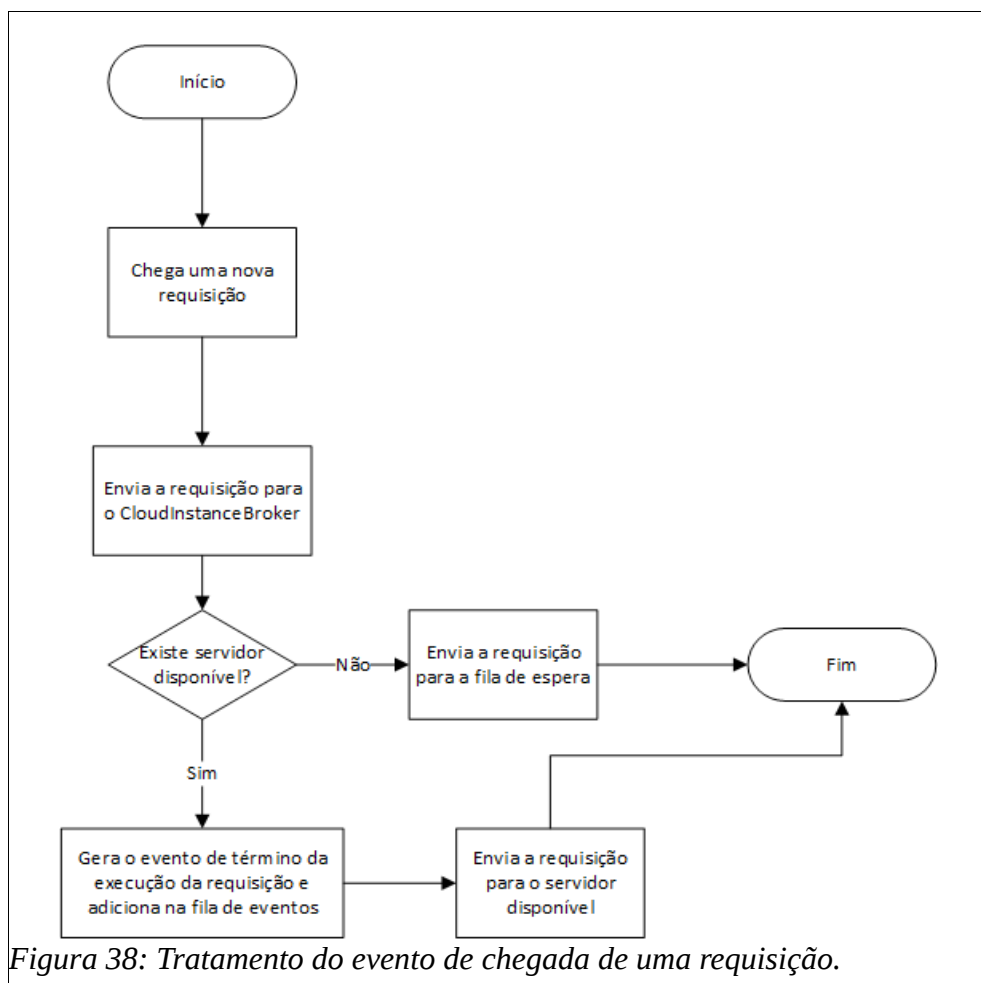 Início
Chega uma nova
requisição
Envia a requisição para
o CloudInstanceBroker
Existe servidor
disponível?
Não
Envia a requisição
para a fila de espera
Fim
Sim
Gera o evento de término da
execução da requisição e
adiciona na fila de eventos
Envia a requisição
para o servidor
disponível
Figura 38: Tratamento do evento de chegada de uma requisição.